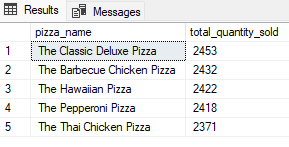 Results Messages
pizza_name total_quantity_sold
1 The Classic Deluxe Pizza 2453
2 The Barbecue Chicken Pizza 2432
3 The Hawaiian Pizza 2422
4 The Pepperoni Pizza 2418
5 The Thai Chicken Pizza 2371